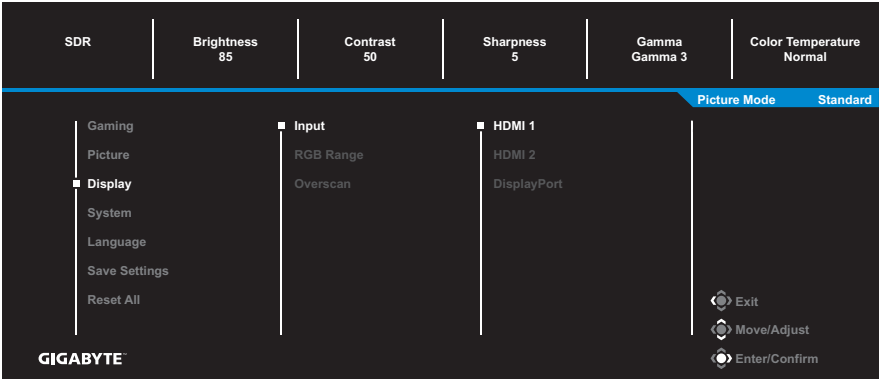 SDR
Brightness
85
Contrast
50
Sharpness
5
Gamma
Gamma 3
Color Temperature
Normal
Picture Mode Standard
Gaming
Picture
Display
System
Language
Save Settings
Reset All
Input
RGB Range
Overscan
HDMI 1
HDMI 2
DisplayPort
Exit
Move/Adjust
Enter/Confirm
GIGABYTE™